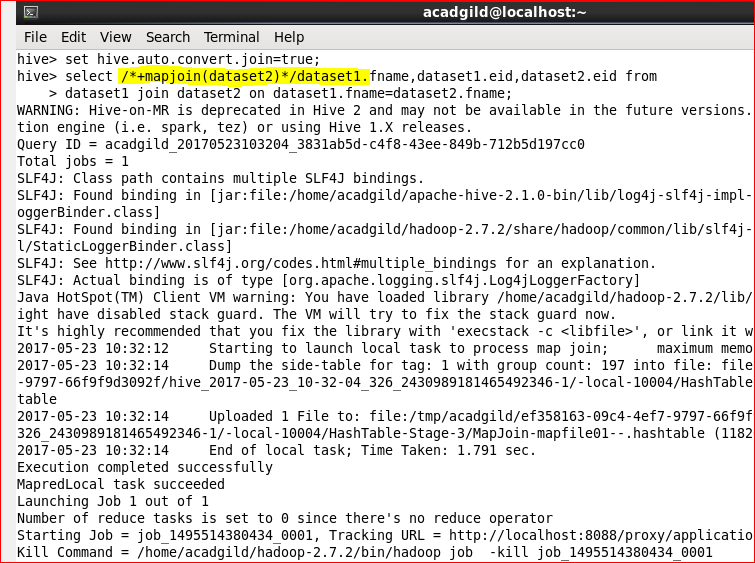 acadgild@localhost:~
File Edit View Search Terminal Help
hive> set hive.auto.convert.join=true;
hive> select /*+mapjoin(dataset2)*/dataset1.fname,dataset1.eid,dataset2.eid from
    > dataset1 join dataset2 on dataset1.fname=dataset2.fname;
WARNING: Hive-on-MR is deprecated in Hive 2 and may not be available in the future versions.
tion engine (i.e. spark, tez) or using Hive 1.X releases.
Query ID = acadgild_20170523103204_3831ab5d-c4f8-43ee-849b-712b5d197cc0
Total jobs = 1
SLF4J: Class path contains multiple SLF4J bindings.
SLF4J: Found binding in [jar:file:/home/acadgild/apache-hive-2.1.0-bin/lib/log4j-slf4j-impl-
oggerBinder.class]
SLF4J: Found binding in [jar:file:/home/acadgild/hadoop-2.7.2/share/hadoop/common/lib/slf4j-
l/StaticLoggerBinder.class]
SLF4J: See http://www.slf4j.org/codes.html#multiple_bindings for an explanation.
SLF4J: Actual binding is of type [org.apache.logging.slf4j.Log4jLoggerFactory]
Java HotSpot(TM) Client VM warning: You have loaded library /home/acadgild/hadoop-2.7.2/lib/
ight have disabled stack guard. The VM will try to fix the stack guard now.
It's highly recommended that you fix the library with 'execstack -c <libfile>', or link it w
2017-05-23 10:32:12     Starting to launch local task to process map join;      maximum memo
2017-05-23 10:32:14     Dump the side-table for tag: 1 with group count: 197 into file: file
-9797-66f9f9d3092f/hive_2017-05-23_10-32-04_326_2430989181465492346-1/-local-10004/HashTable
table
2017-05-23 10:32:14     Uploaded 1 File to: file:/tmp/acadgild/ef358163-09c4-4ef7-9797-66f9f
326_2430989181465492346-1/-local-10004/HashTable-Stage-3/MapJoin-mapfile01--.hashtable (1182
2017-05-23 10:32:14     End of local task; Time Taken: 1.791 sec.
Execution completed successfully
MapredLocal task succeeded
Launching Job 1 out of 1
Number of reduce tasks is set to 0 since there's no reduce operator
Starting Job = job_1495514380434_0001, Tracking URL = http://localhost:8088/proxy/applicatio
Kill Command = /home/acadgild/hadoop-2.7.2/bin/hadoop job  -kill job_1495514380434_0001